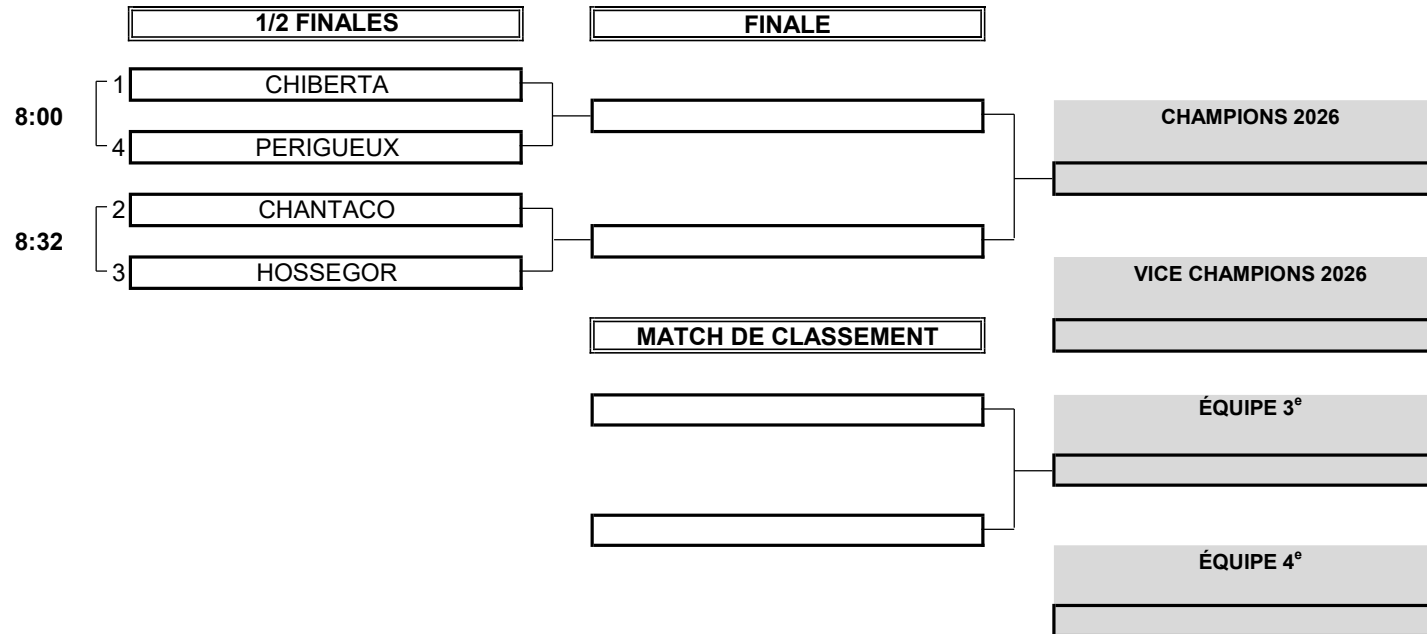 1/2 FINALES
FINALE
1 CHIBERTA
8:00
CHAMPIONS 2026
4 PERIGUEUX
2 CHANTACO
8:32
3 HOSSEGOR
VICE CHAMPIONS 2026
MATCH DE CLASSEMENT
ÉQUIPE 3e
ÉQUIPE 4e